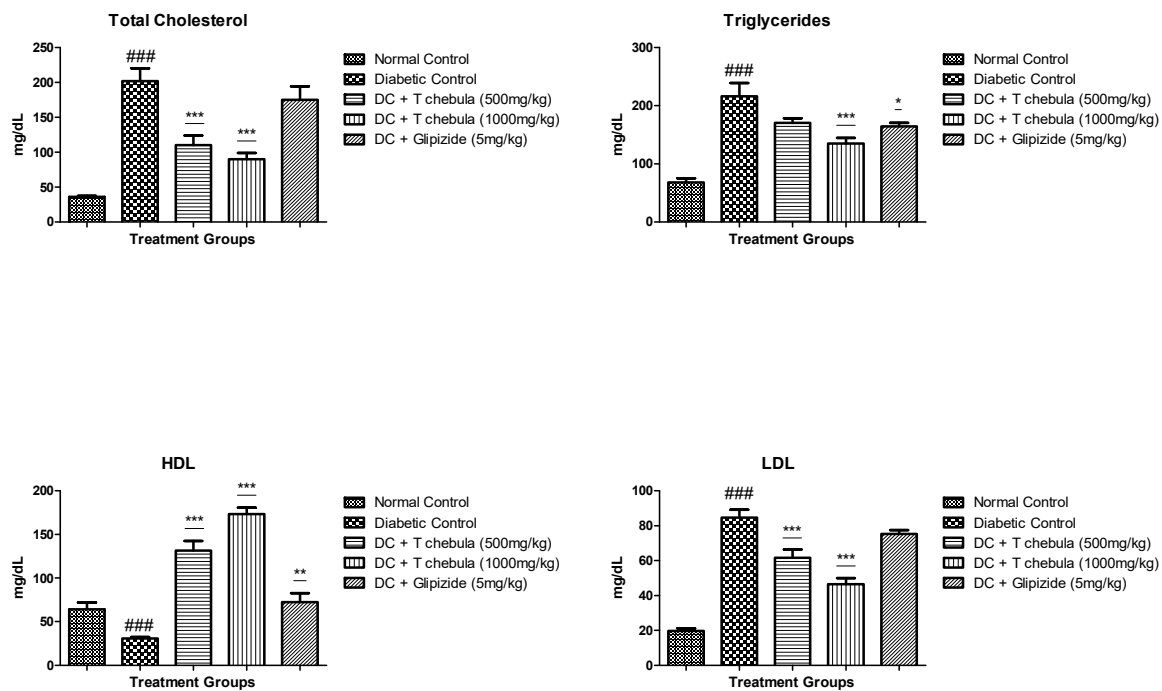 Total Cholesterol
250
200
150
100
50
0
mg/dL
###
***
***
Treatment Groups
Normal Control
Diabetic Control
DC + T chebula (500mg/kg)
DC + T chebula (1000mg/kg)
DC + Glipizide (5mg/kg)
Triglycerides
300
200
100
0
mg/dL
###
***
*
Treatment Groups
Normal Control
Diabetic Control
DC + T chebula (500mg/kg)
DC + T chebula (1000mg/kg)
DC + Glipizide (5mg/kg)
HDL
200
150
100
50
0
mg/dL
###
***
***
**
Treatment Groups
Normal Control
Diabetic Control
DC + T chebula (500mg/kg)
DC + T chebula (1000mg/kg)
DC + Glipizide (5mg/kg)
LDL
100
80
60
40
20
0
mg/dL
###
***
***
Treatment Groups
Normal Control
Diabetic Control
DC + T chebula (500mg/kg)
DC + T chebula (1000mg/kg)
DC + Glipizide (5mg/kg)